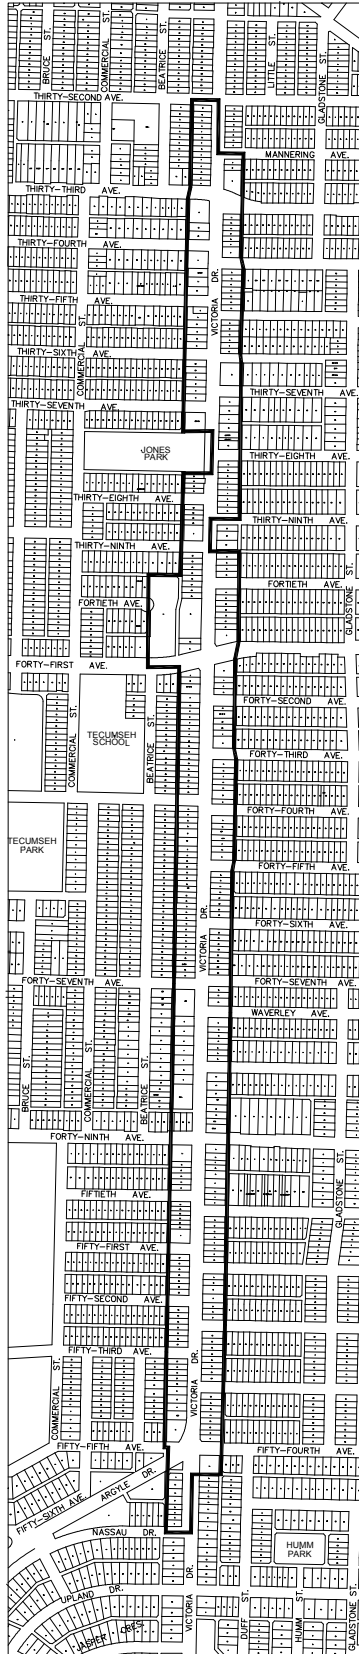 BRUCE ST.
COMMERCIAL ST.
BEATRICE ST.
LITTLE ST.
GLADSTONE ST.
THIRTY-SECOND AVE.
MANNERING AVE.
THIRTY-THIRD AVE.
THIRTY-FOURTH AVE.
VICTORIA DR.
THIRTY-FIFTH AVE.
COMMERCIAL ST.
THIRTY-SIXTH AVE.
THIRTY-SEVENTH AVE.
THIRTY-SEVENTH AVE.
JONES
PARK
THIRTY-EIGHTH AVE.
THIRTY-EIGHTH AVE.
THIRTY-NINTH AVE.
THIRTY-NINTH AVE.
FORTIETH AVE.
GLADSTONE ST.
FORTIETH AVE.
FORTY-FIRST AVE.
FORTY-SECOND AVE.
COMMERCIAL ST.
TECUMSEH
SCHOOL
BEATRICE ST.
FORTY-THIRD AVE.
FORTY-FOURTH AVE.
TECUMSEH
PARK
FORTY-FIFTH AVE.
VICTORIA DR.
FORTY-SIXTH AVE.
FORTY-SEVENTH AVE.
FORTY-SEVENTH AVE.
WAVERLEY AVE.
BRUCE ST.
COMMERCIAL ST.
BEATRICE ST.
FORTY-NINTH AVE.
GLADSTONE ST.
FIFTIETH AVE.
FIFTY-FIRST AVE.
FIFTY-SECOND AVE.
FIFTY-THIRD AVE.
VICTORIA DR.
COMMERCIAL ST.
FIFTY-FIFTH AVE.
FIFTY-FOURTH AVE.
ARGYLE DR.
FIFTY-SIXTH AVE.
NASSAU DR.
HUMM
PARK
UPLAND DR.
VICTORIA DR.
DUFF ST.
HUMM ST.
GLADSTONE ST.
JASPER CRES.